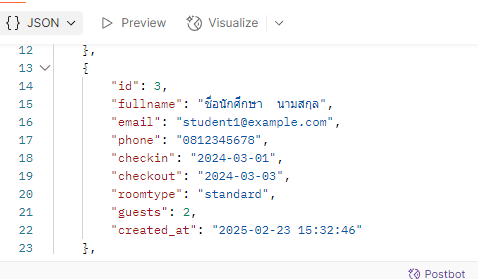 {} JSON Preview Visualize
12 },
13 {
14 "id": 3,
15 "fullname": "ชื่อนักศึกษา นามสกุล",
16 "email": "student1@example.com",
17 "phone": "0812345678",
18 "checkin": "2024-03-01",
19 "checkout": "2024-03-03",
20 "roomtype": "standard",
21 "guests": 2,
22 "created_at": "2025-02-23 15:32:46"
23 },
Postbot